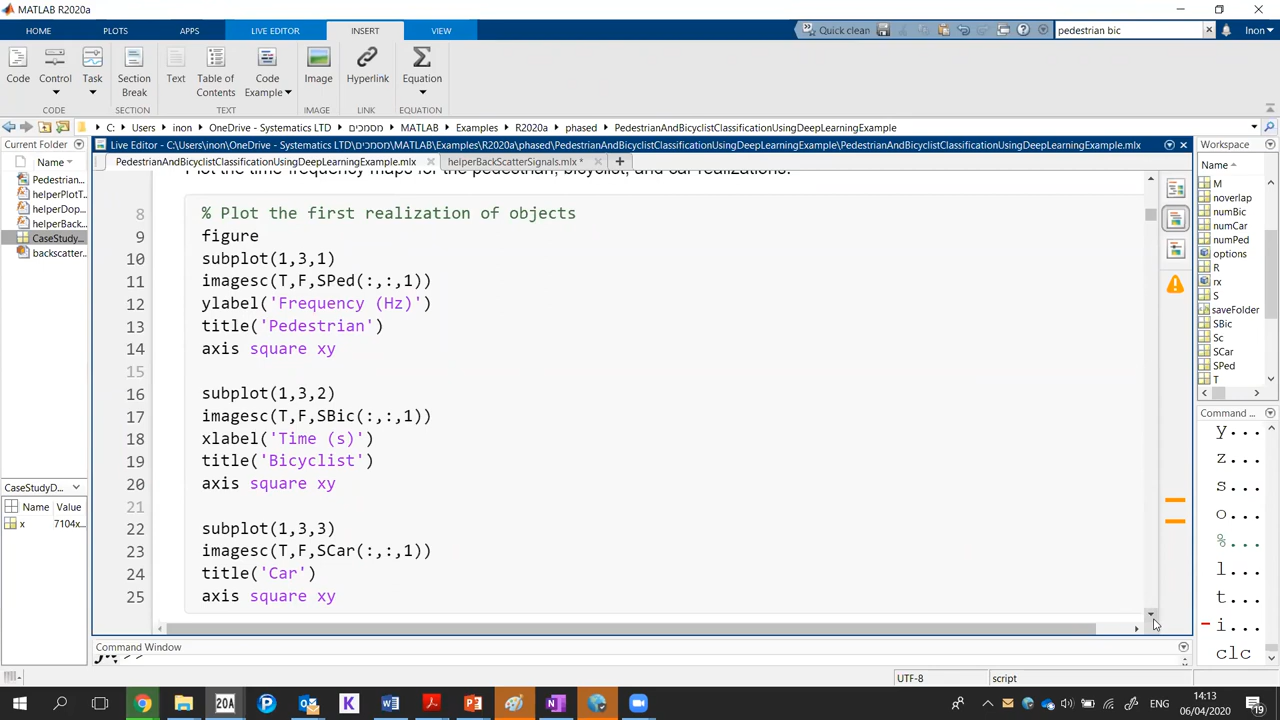 MATLAB R2020a
HOME PLOTS APPS LIVE EDITOR INSERT VIEW
Quick clean
pedestrian bic
Inon
Code Control Task Section Break Text Table of Contents Code Example Image Hyperlink Equation
CODE SECTION TEXT IMAGE LINK EQUATION
C: Users inon OneDrive - Systematics LTD מסמכים MATLAB Examples R2020a phased PedestrianAndBicyclistClassificationUsingDeepLearningExample
Current Folder
Live Editor - C:\Users\inon\OneDrive - Systematics LTD\מסמכים\MATLAB\Examples\R2020a\phased\PedestrianAndBicyclistClassificationUsingDeepLearningExample\PedestrianAndBicyclistClassificationUsingDeepLearningExample.mlx
Workspace
Name
PedestrianAndBicyclistClassificationUsingDeepLearningExample.mlx
helperBackScatterSignals.mlx *
Name
Pedestrian...
helperPlotT...
helperDop...
helperBack...
CaseStudy...
backscatter...
Plot the time frequency maps for the pedestrian, bicyclist, and car realizations.
8 % Plot the first realization of objects
9 figure
10 subplot(1,3,1)
11 imagesc(T,F,SPed(:,:,1))
12 ylabel('Frequency (Hz)')
13 title('Pedestrian')
14 axis square xy
15
16 subplot(1,3,2)
17 imagesc(T,F,SBic(:,:,1))
18 xlabel('Time (s)')
19 title('Bicyclist')
20 axis square xy
21
22 subplot(1,3,3)
23 imagesc(T,F,SCar(:,:,1))
24 title('Car')
25 axis square xy
M
noverlap
numBic
numCar
numPed
options
R
rx
S
saveFolder
SBic
Sc
SCar
SPed
T
Command ...
y...
z...
s...
o...
%...
l...
t...
i...
clc
CaseStudyD...
Name Value
x 7104x...
Command Window
fx >>
UTF-8 script
20A
ENG
14:13
06/04/2020
19